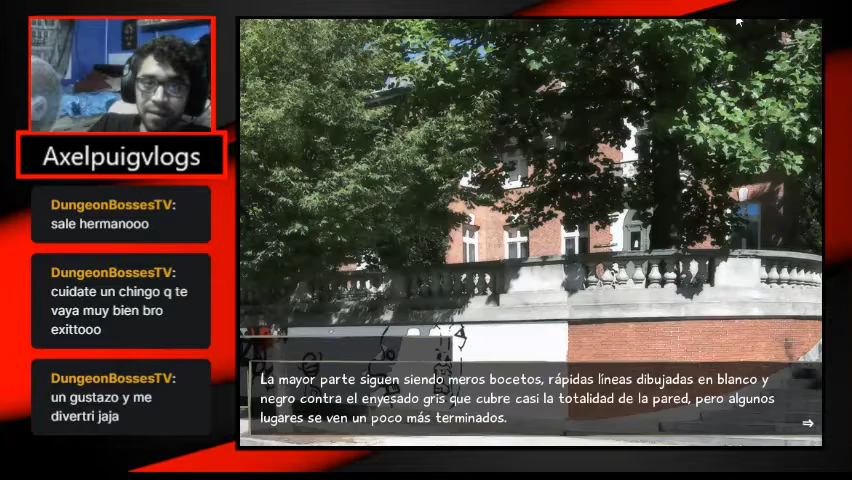 Axelpuigvlogs
DungeonBossesTV:
sale hermanooo
DungeonBossesTV:
cuidate un chingo q te
vaya muy bien bro
exittooo
DungeonBossesTV:
un gustazo y me
divertri jaja
La mayor parte siguen siendo meros bocetos, rápidas líneas dibujadas en blanco y
negro contra el enyesado gris que cubre casi la totalidad de la pared, pero algunos
lugares se ven un poco más terminados.